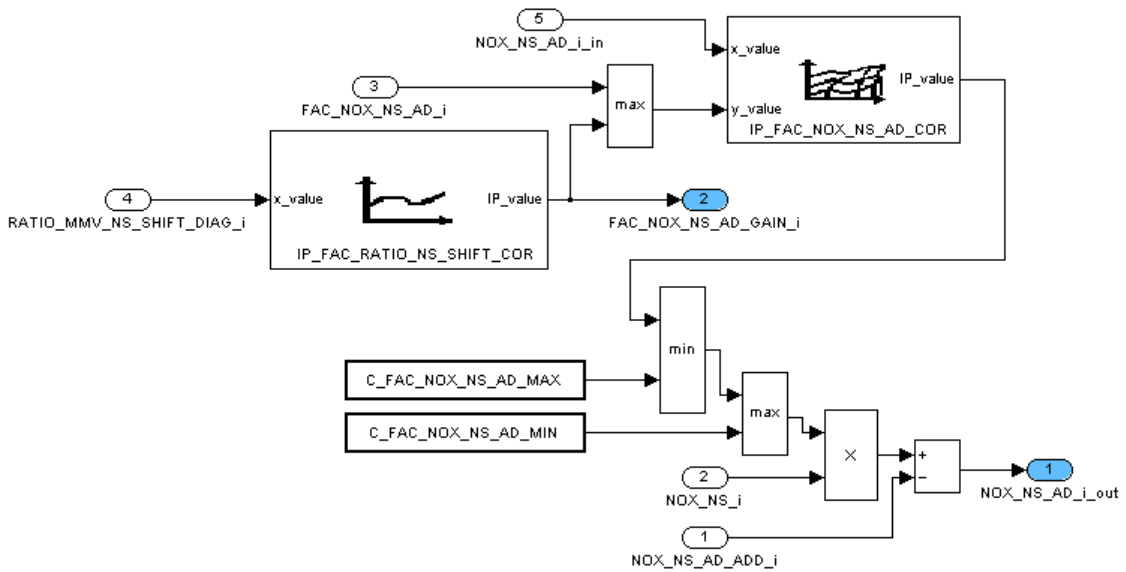 5
NOX_NS_AD_i_in
x_value
IP_value
y_value
IP_FAC_NOX_NS_AD_COR
3
FAC_NOX_NS_AD_i
max
4
RATIO_MMV_NS_SHIFT_DIAG_i
x_value
IP_value
IP_FAC_RATIO_NS_SHIFT_COR
2
FAC_NOX_NS_AD_GAIN_i
min
C_FAC_NOX_NS_AD_MAX
max
C_FAC_NOX_NS_AD_MIN
×
2
NOX_NS_i
+
−
1
NOX_NS_AD_i_out
1
NOX_NS_AD_ADD_i